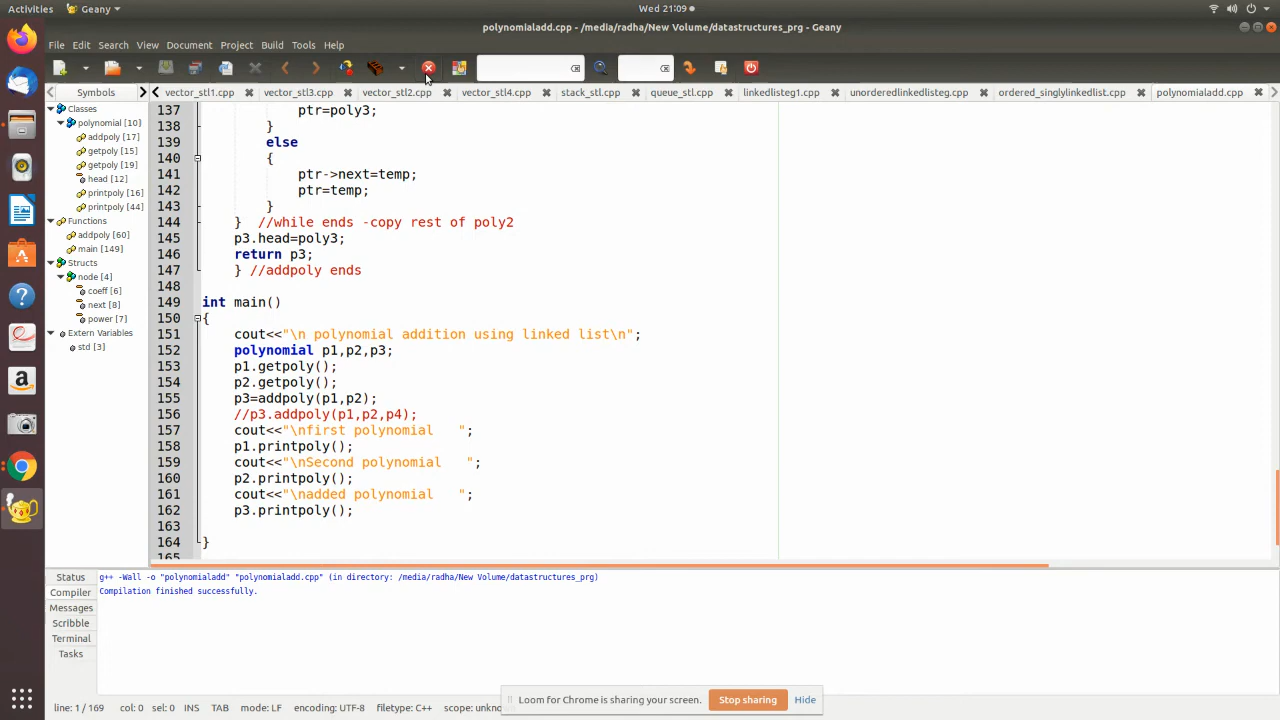 Activities Geany Wed 21:09
polynomialadd.cpp - /media/radha/New Volume/datastructures_prg - Geany
File Edit Search View Document Project Build Tools Help
Symbols vector_stl1.cpp vector_stl3.cpp vector_stl2.cpp vector_stl4.cpp stack_stl.cpp queue_stl.cpp linkedlisteg1.cpp unorderedlinkedlisteg.cpp ordered_singlylinkedlist.cpp polynomialadd.cpp
Classes
polynomial [10]
addpoly [17]
getpoly [15]
getpoly [19]
head [12]
printpoly [16]
printpoly [44]
Functions
addpoly [60]
main [149]
Structs
node [4]
coeff [6]
next [8]
power [7]
Extern Variables
std [3]
137 ptr=poly3;
138 }
139 else
140 {
141 ptr->next=temp;
142 ptr=temp;
143 }
144 } //while ends -copy rest of poly2
145 p3.head=poly3;
146 return p3;
147 } //addpoly ends
148
149 int main()
150 {
151 cout<<"\n polynomial addition using linked list\n";
152 polynomial p1,p2,p3;
153 p1.getpoly();
154 p2.getpoly();
155 p3=addpoly(p1,p2);
156 //p3.addpoly(p1,p2,p4);
157 cout<<"\nfirst polynomial   ";
158 p1.printpoly();
159 cout<<"\nSecond polynomial   ";
160 p2.printpoly();
161 cout<<"\nadded polynomial   ";
162 p3.printpoly();
163
164 }
165
Status
Compiler
Messages
Scribble
Terminal
Tasks
g++ -Wall -o "polynomialadd" "polynomialadd.cpp" (in directory: /media/radha/New Volume/datastructures_prg)
Compilation finished successfully.
Loom for Chrome is sharing your screen. Stop sharing Hide
line: 1 / 169 col: 0 sel: 0 INS TAB mode: LF encoding: UTF-8 filetype: C++ scope: unkno